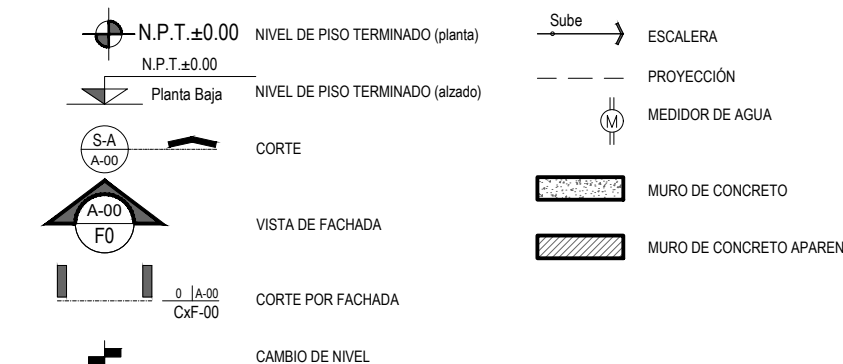 N.P.T.±0.00 NIVEL DE PISO TERMINADO (planta)
N.P.T.±0.00
Planta Baja NIVEL DE PISO TERMINADO (alzado)
S-A
A-00
CORTE
A-00
F0
VISTA DE FACHADA
0 A-00
CxF-00
CORTE POR FACHADA
CAMBIO DE NIVEL
Sube
ESCALERA
PROYECCIÓN
M
MEDIDOR DE AGUA
MURO DE CONCRETO
MURO DE CONCRETO APAREN